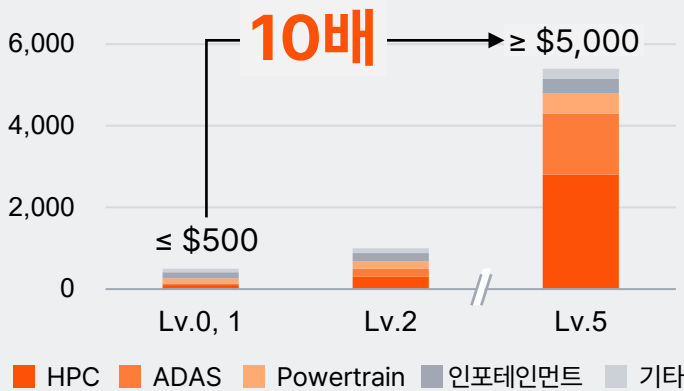 10배
6,000
≥ $5,000
4,000
2,000
≤ $500
0
Lv.0, 1
Lv.2
Lv.5
HPC
ADAS
Powertrain
인포테인먼트
기타